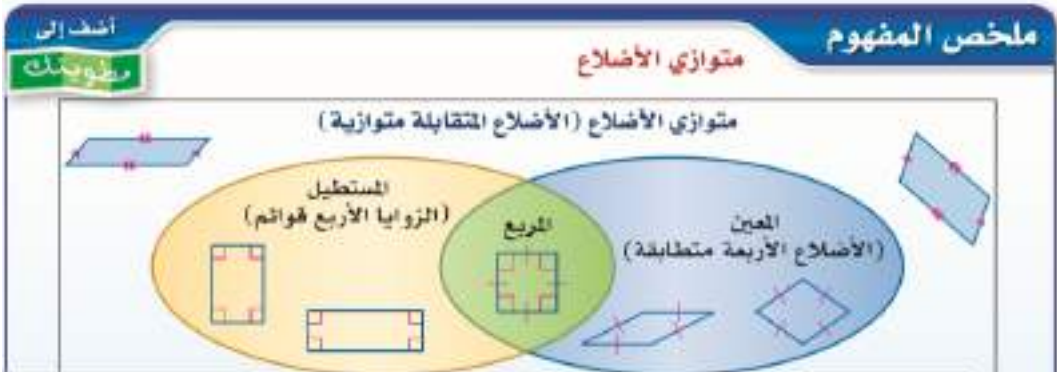 ملخص المفهوم
أضف إلى
مطويتك
متوازي الأضلاع
متوازي الأضلاع (الأضلاع المتقابلة متوازية)
المستطيل
(الزوايا الأربع قوائم)
المربع
المعين
(الأضلاع الأربعة متطابقة)